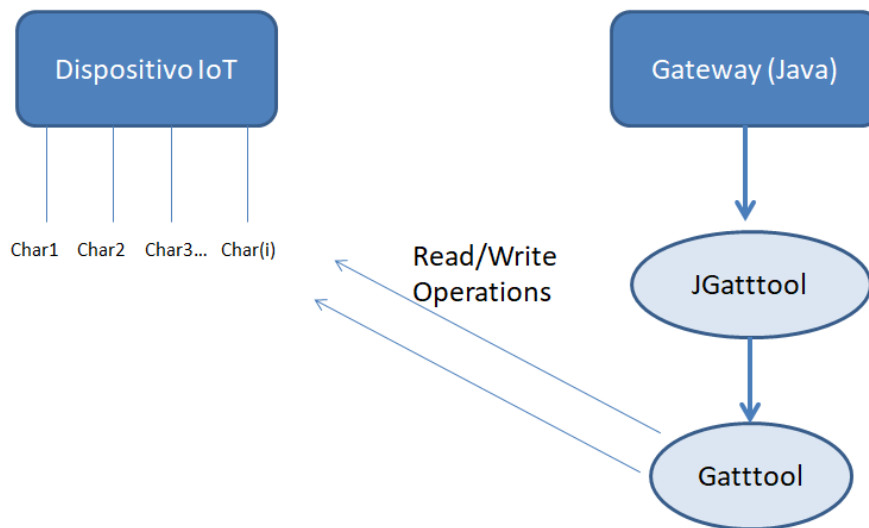 Dispositivo IoT
Gateway (Java)
Char1
Char2
Char3...
Char(i)
Read/Write
Operations
JGatttool
Gatttool